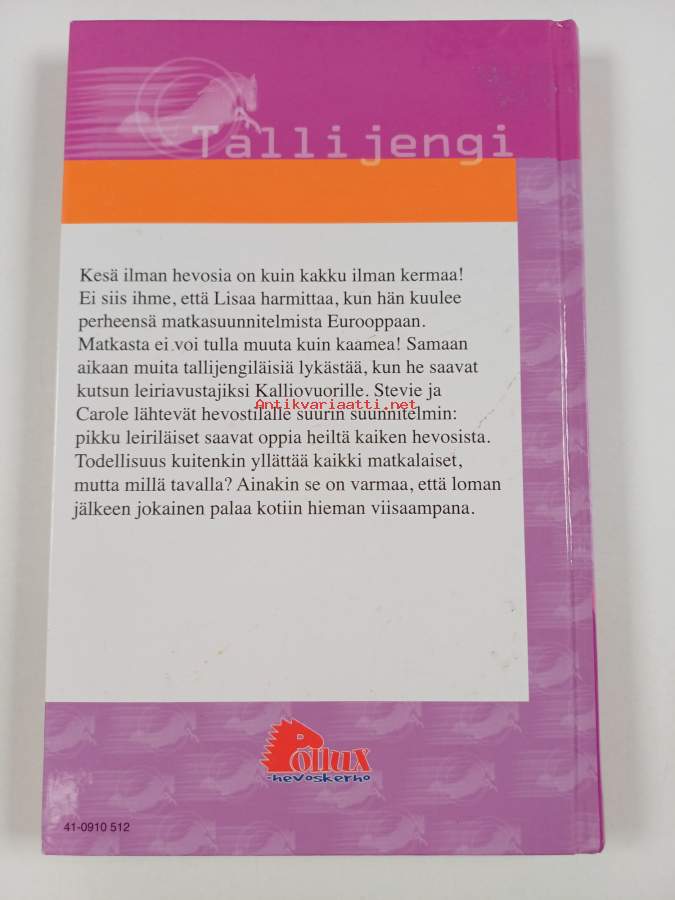 Tallijengi
Kesä ilman hevosia on kuin kakku ilman kermaa!
Ei siis ihme, että Lisaa harmittaa, kun hän kuulee
perheensä matkasuunnitelmista Eurooppaan.
Matkasta ei voi tulla muuta kuin kaamea! Samaan
aikaan muita tallijengiläisiä lykästää, kun he saavat
kutsun leiriavustajiksi Kalliovuorille. Stevie ja
Antikvariaatti.net
Carole lähtevät hevostilalle suurin suunnitelmin:
pikku leiriläiset saavat oppia heiltä kaiken hevosista.
Todellisuus kuitenkin yllättää kaikki matkalaiset,
mutta millä tavalla? Ainakin se on varmaa, että loman
jälkeen jokainen palaa kotiin hieman viisaampana.
Pollux
-hevoskerho
41-0910 512